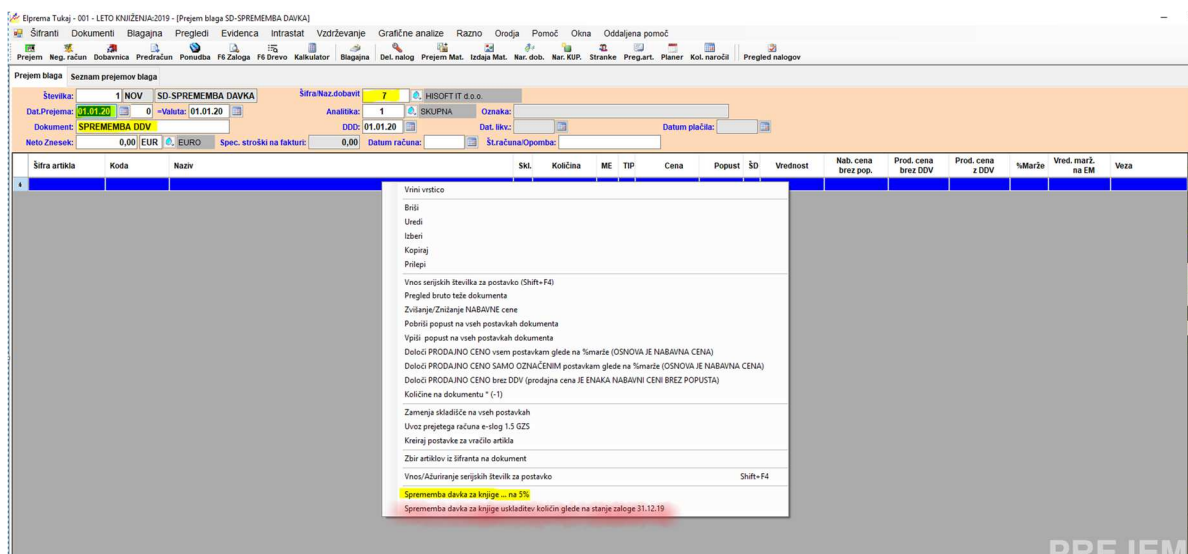 Elprema Tukaj - 001 - LETO KNJIŽENJA:2019 - [Prejem blaga SD-SPREMEMBA DAVKA]
Šifranti Dokumenti Blagajna Pregledi Evidenca Intrastat Vzdrževanje Grafične analize Razno Orodja Pomoč Okna Oddaljena pomoč
Prejem Neg. račun Dobavnica Predračun Ponudba F6 Zaloga F6 Drevo Kalkulator Blagajna Del. nalog Prejem Mat. Izdaja Mat. Nar. dob. Nar. KUP. Stranke Preg.art. Planer Kol. naročil Pregled nalogov
Prejem blaga Seznam prejemov blaga
Številka: 1 NOV SD-SPREMEMBA DAVKA Šifra/Naz.dobavit 7 HISOFT IT d.o.o.
Dat.Prejema: 01.01.20 0 =Valuta: 01.01.20 Analitika: 1 SKUPNA Oznaka:
Dokument: SPREMEMBA DDV DDD: 01.01.20 Dat. likv.: Datum plačila:
Neto Znesek: 0,00 EUR EURO Spec. stroški na fakturi: 0,00 Datum računa: Št.računa/Opomba:
Šifra artikla Koda Naziv Skl. Količina ME TIP Cena Popust ŠD Vrednost Nab. cena brez pop. Prod. cena brez DDV Prod. cena z DDV %Marže Vred. marž. na EM Veza
Vrini vrstico
Briši
Uredi
Izberi
Kopiraj
Prilepi
Vnos serijskih številka za postavko (Shift+F4)
Pregled bruto teže dokumenta
Zvišanje/Znižanje NABAVNE cene
Pobriši popust na vseh postavkah dokumenta
Vpiši popust na vseh postavkah dokumenta
Določi PRODAJNO CENO vsem postavkam glede na %marže (OSNOVA JE NABAVNA CENA)
Določi PRODAJNO CENO SAMO OZNAČENIM postavkam glede na %marže (OSNOVA JE NABAVNA CENA)
Določi PRODAJNO CENO brez DDV (prodajna cena JE ENAKA NABAVNI CENI BREZ POPUSTA)
Količine na dokumentu * (-1)
Zamenja skladišče na vseh postavkah
Uvoz prejetega računa e-slog 1.5 GZS
Kreiraj postavke za vračilo artikla
Zbir artiklov iz šifranta na dokument
Vnos/Ažuriranje serijskih številk za postavko Shift+F4
Sprememba davka za knjige ... na 5%
Sprememba davka za knjige uskladitev količin glede na stanje zaloge 31.12.19
PREJEM